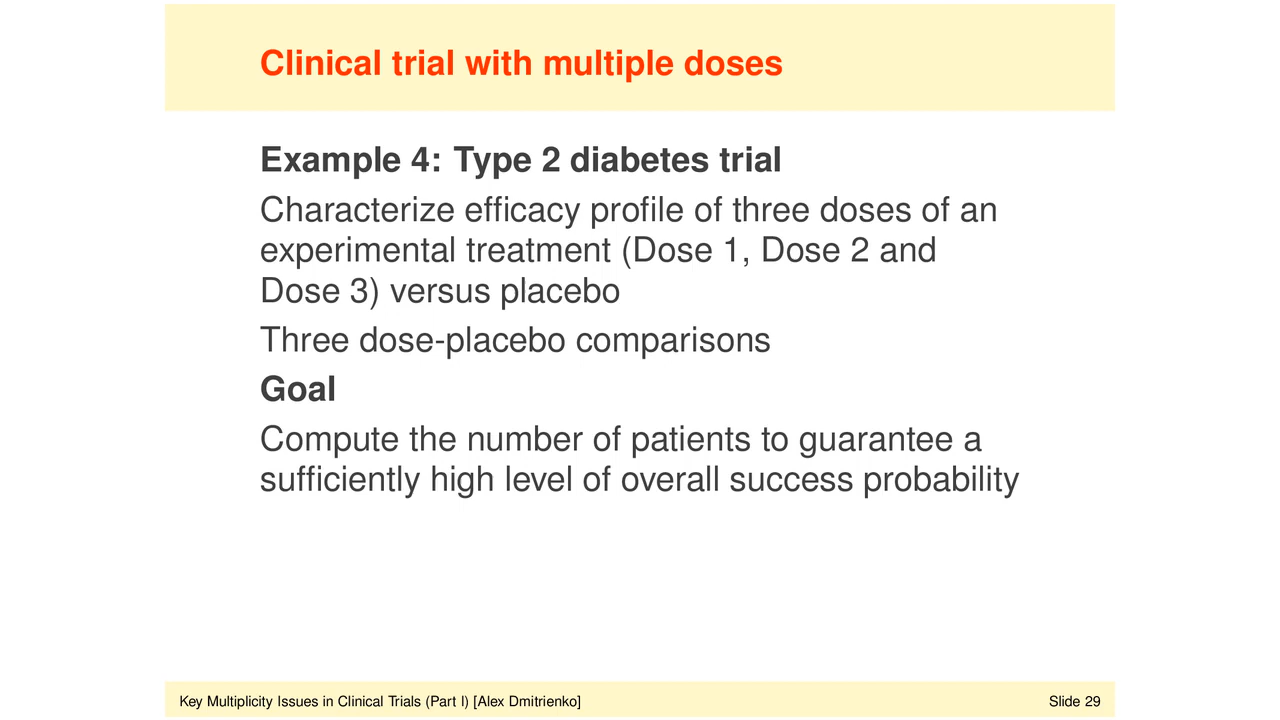 Clinical trial with multiple doses
Example 4: Type 2 diabetes trial
Characterize efficacy profile of three doses of an
experimental treatment (Dose 1, Dose 2 and
Dose 3) versus placebo
Three dose-placebo comparisons
Goal
Compute the number of patients to guarantee a
sufficiently high level of overall success probability
Key Multiplicity Issues in Clinical Trials (Part I) [Alex Dmitrienko]
Slide 29